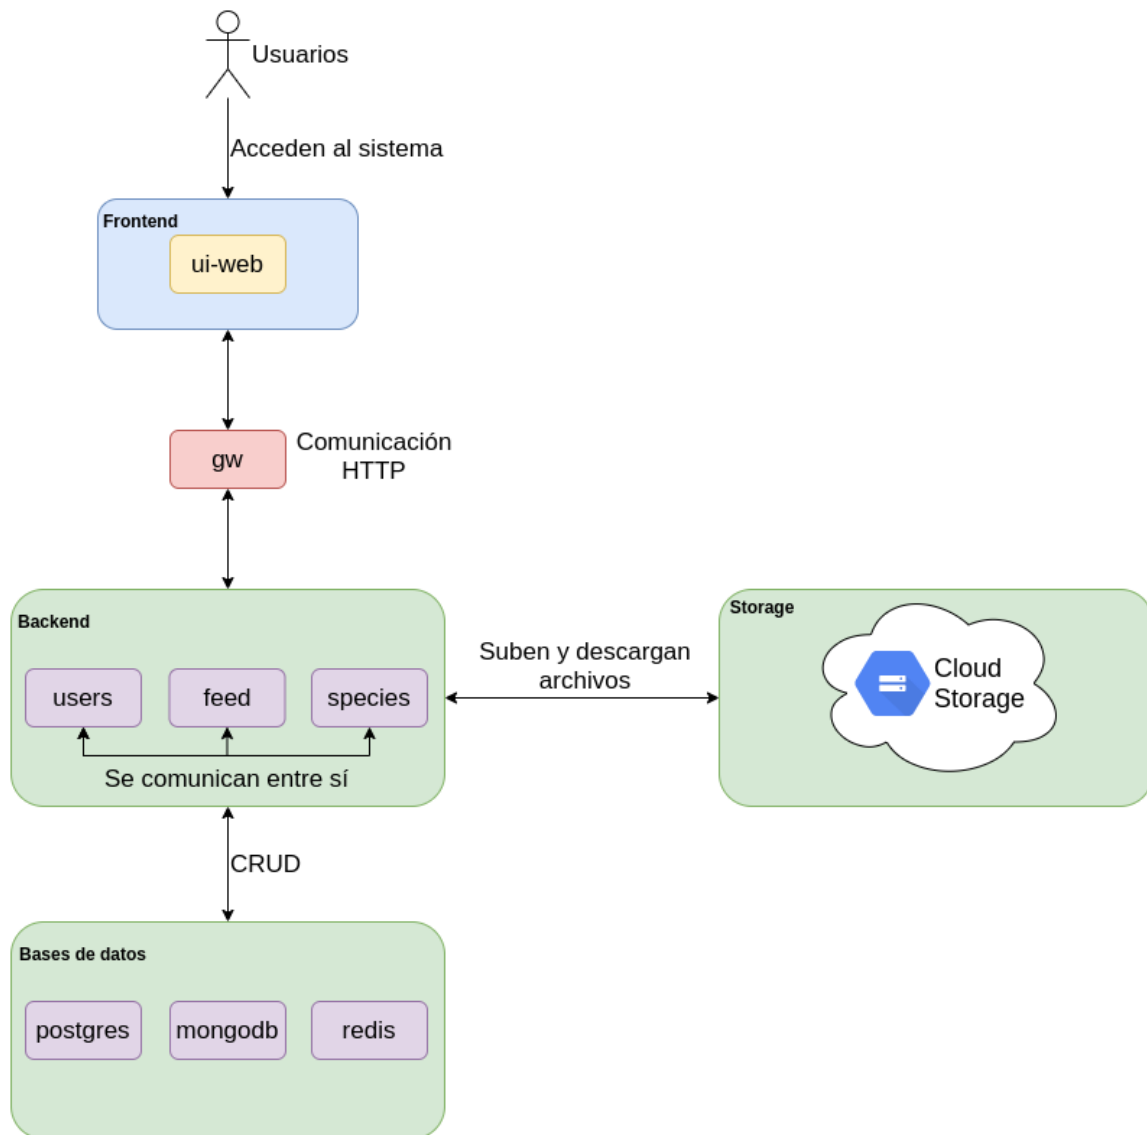 Usuarios
Acceden al sistema
Frontend
ui-web
gw
Comunicación
HTTP
Backend
users
feed
species
Se comunican entre sí
Suben y descargan
archivos
Storage
Cloud
Storage
CRUD
Bases de datos
postgres
mongodb
redis